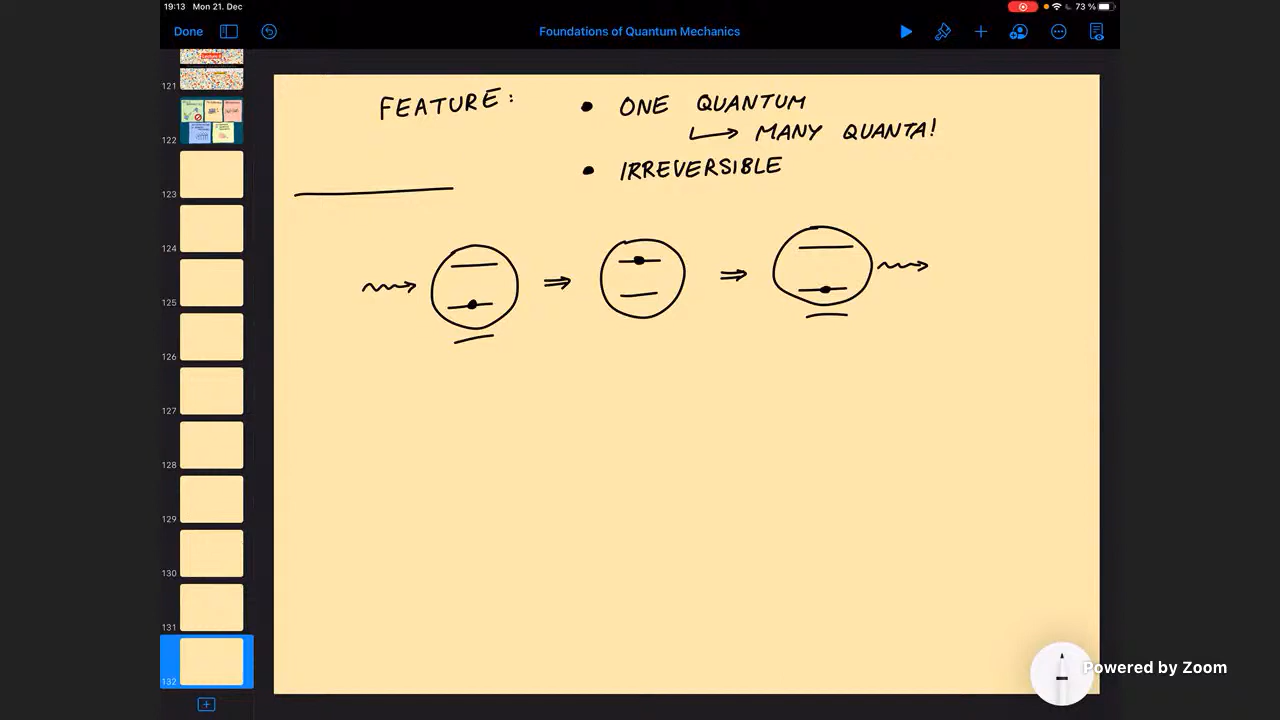 19:13 Mon 21. Dec
73 %
Done
Foundations of Quantum Mechanics
121
122
123
124
125
126
127
128
129
130
131
132
FEATURE:
• ONE QUANTUM
↳ MANY QUANTA!
• IRREVERSIBLE
⇒ ⇒
Powered by Zoom